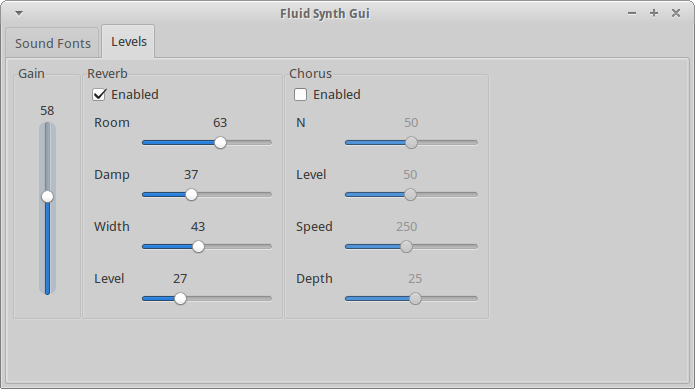 Fluid Synth Gui
Sound Fonts
Levels
Gain
58
Reverb
Enabled
Room
63
Damp
37
Width
43
Level
27
Chorus
Enabled
N
50
Level
50
Speed
250
Depth
25